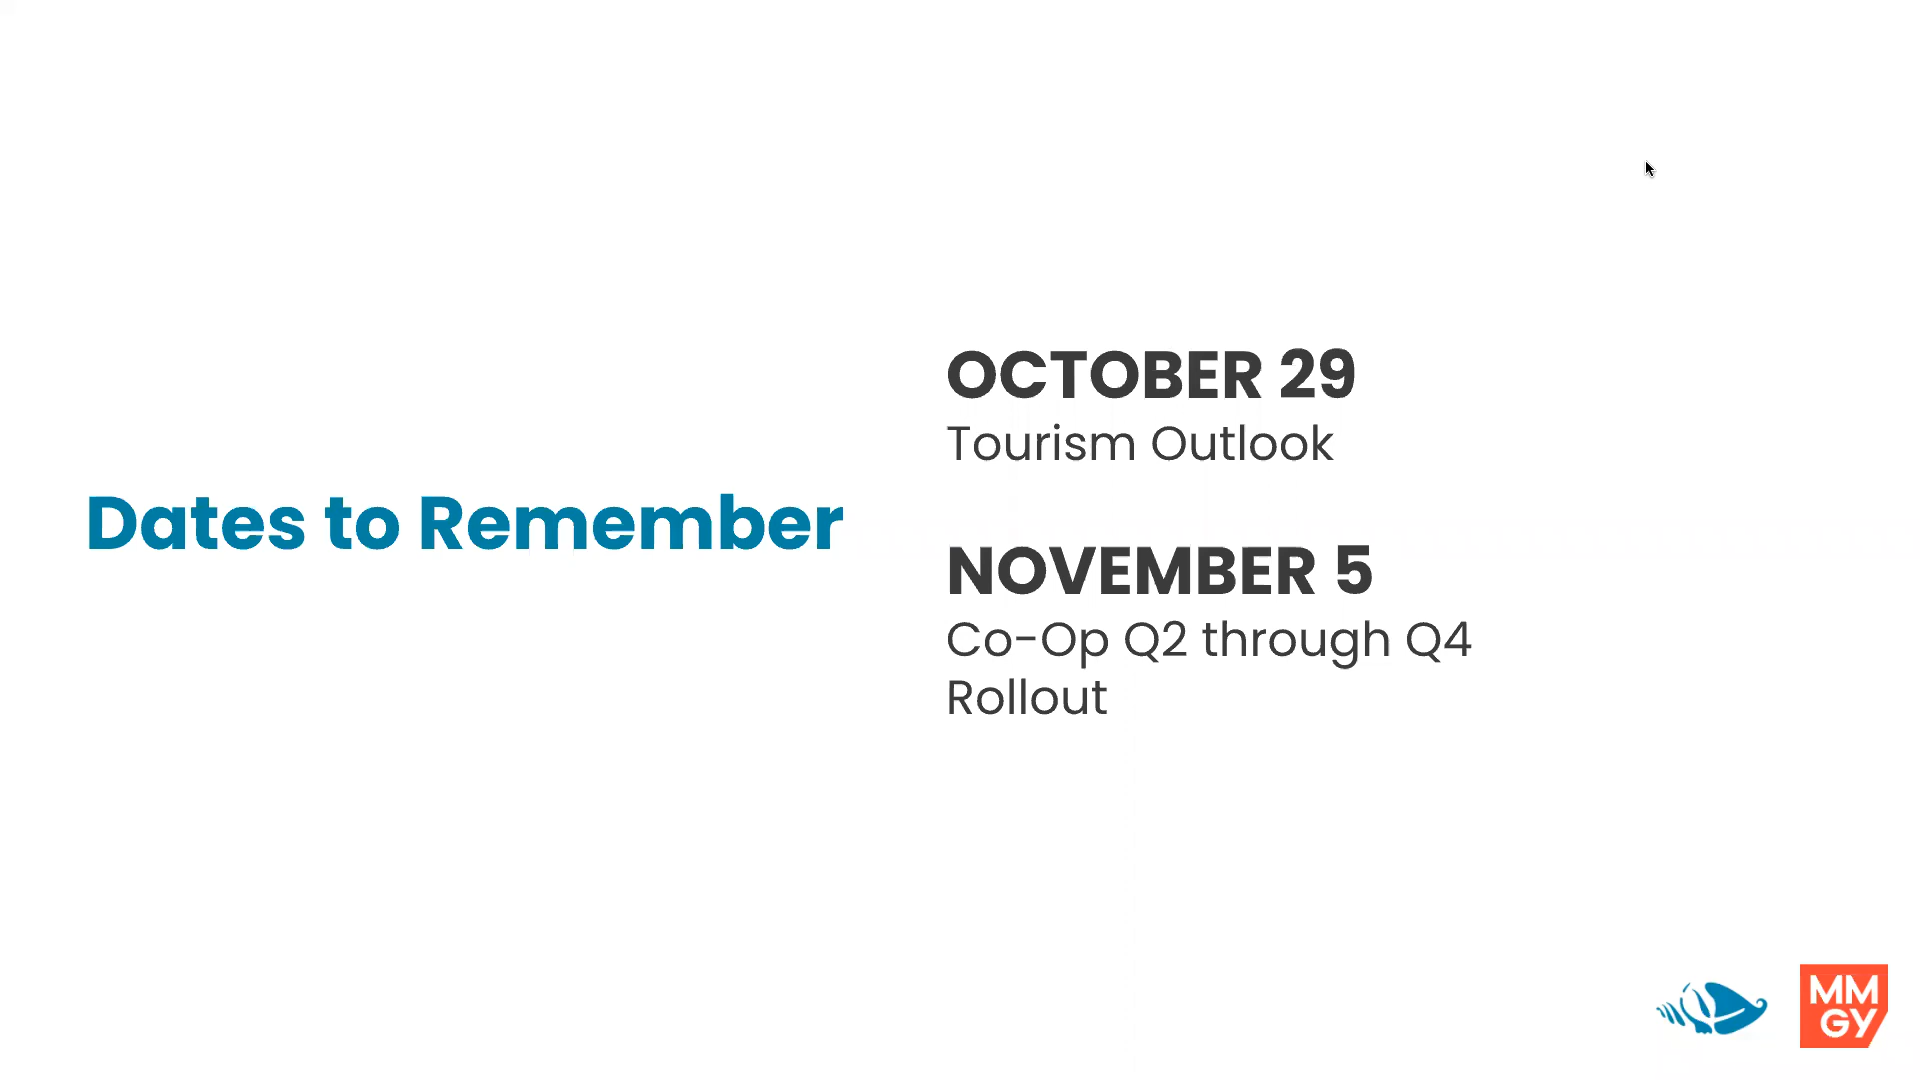 Dates to Remember
OCTOBER 29
Tourism Outlook
NOVEMBER 5
Co-Op Q2 through Q4
Rollout
MM
GY